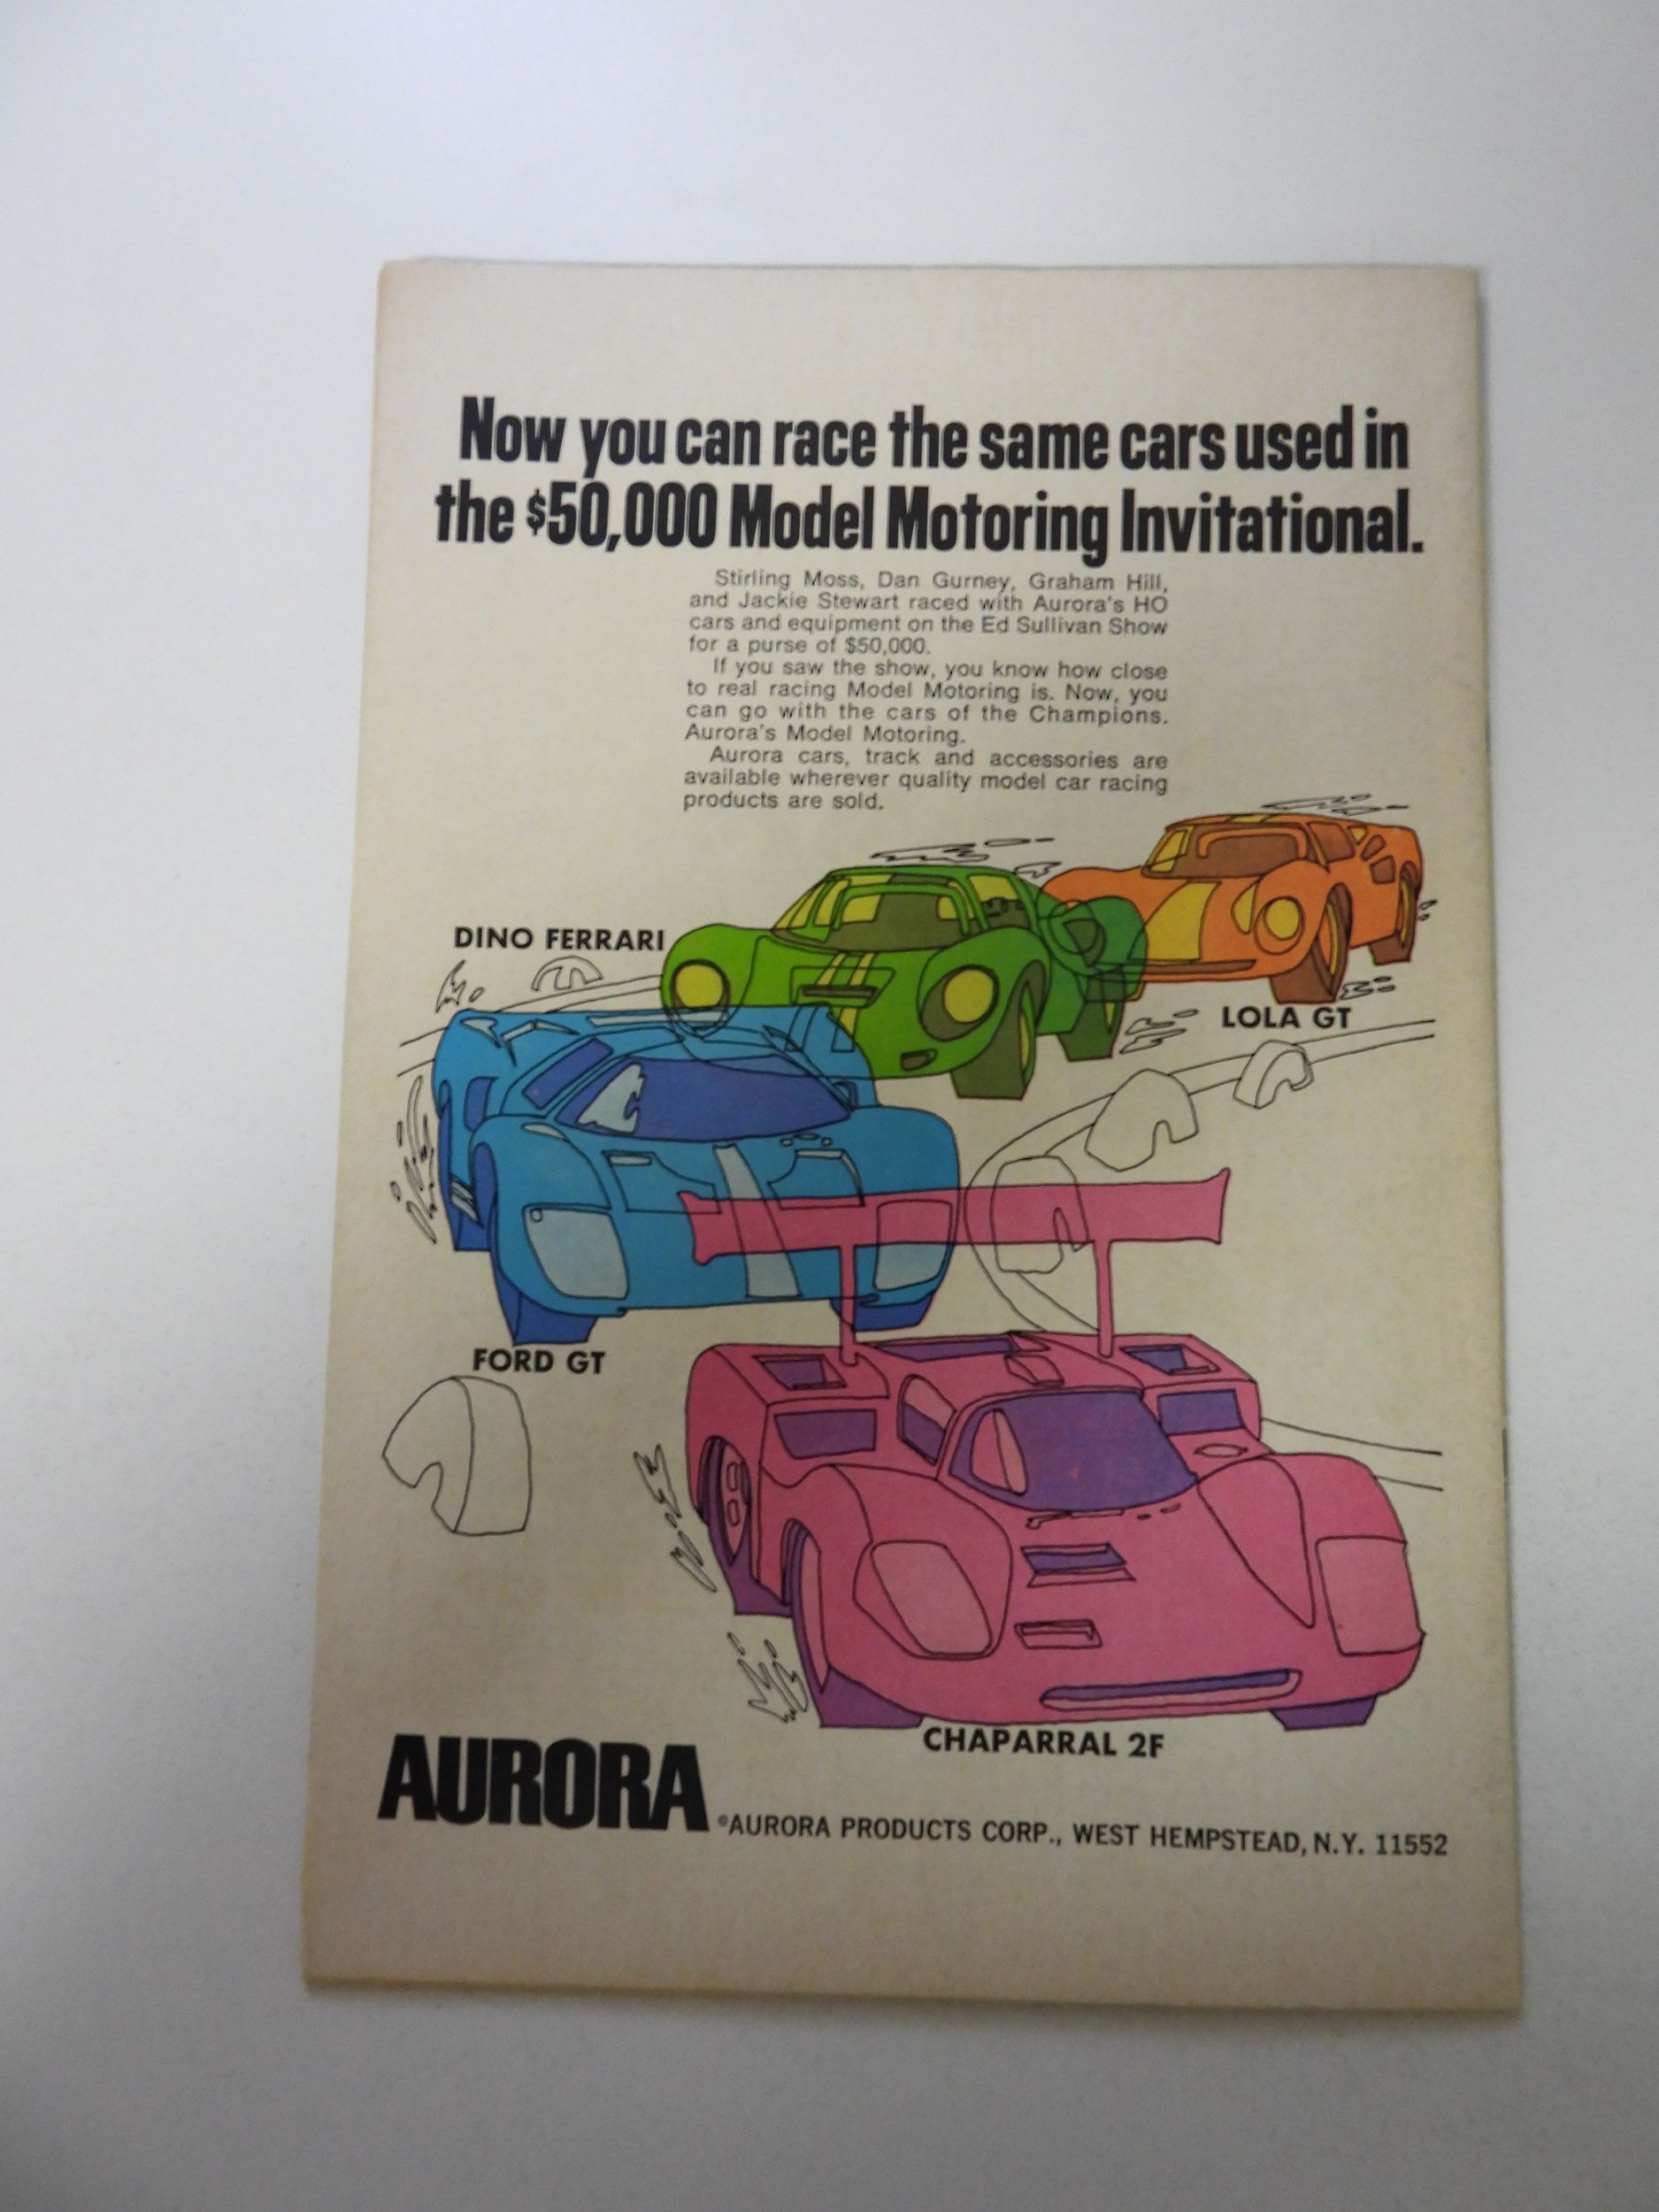 Now you can race the same cars used in
the $50,000 Model Motoring Invitational.
Stirling Moss, Dan Gurney, Graham Hill,
and Jackie Stewart raced with Aurora's HO
cars and equipment on the Ed Sullivan Show
for a purse of $50,000.
If you saw the show, you know how close
to real racing Model Motoring is. Now, you
can go with the cars of the Champions.
Aurora's Model Motoring.
Aurora cars, track and accessories are
available wherever quality model car racing
products are sold.
DINO FERRARI
LOLA GT
FORD GT
CHAPARRAL 2F
AURORA
©AURORA PRODUCTS CORP., WEST HEMPSTEAD, N.Y. 11552